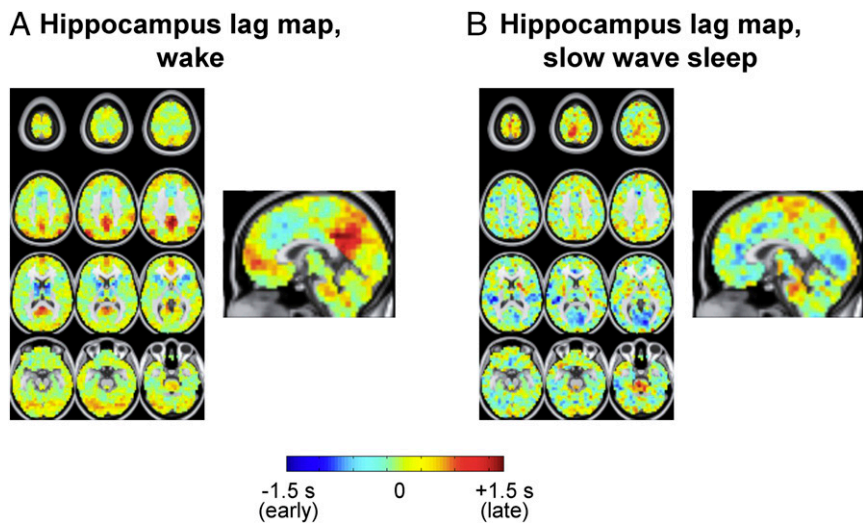 A Hippocampus lag map,
wake
B Hippocampus lag map,
slow wave sleep
-1.5 s
(early)
0
+1.5 s
(late)